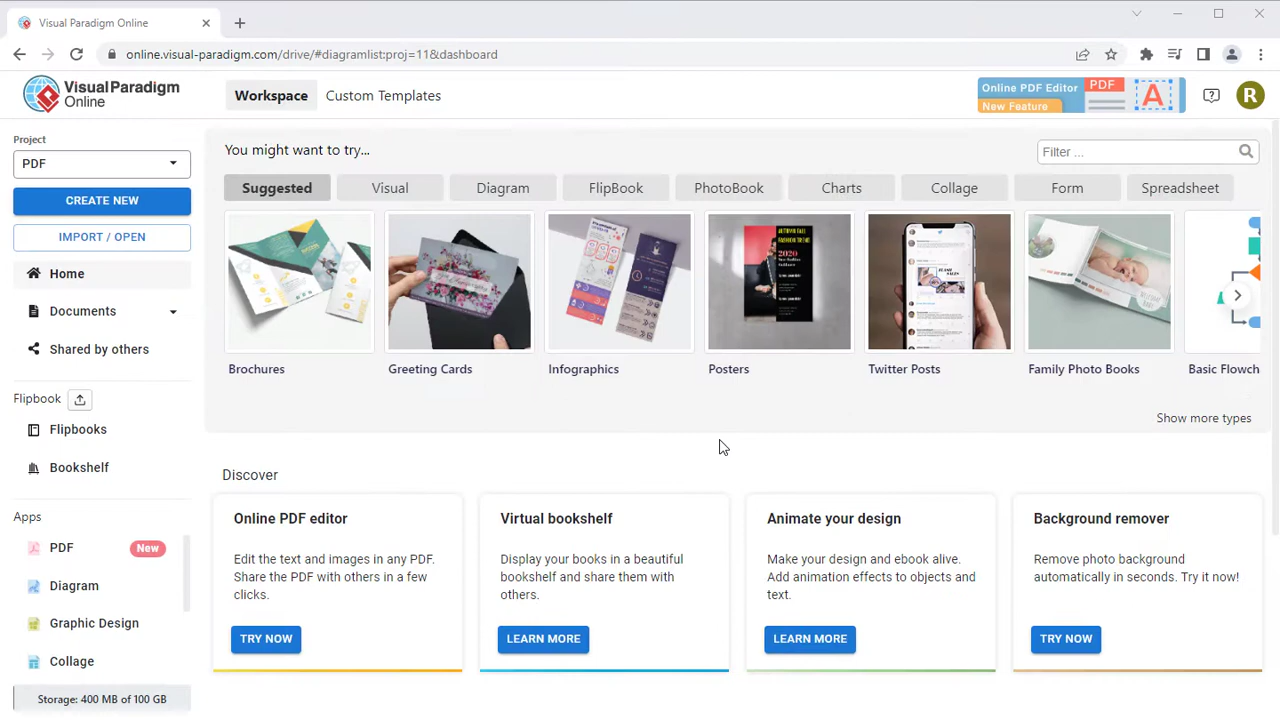 Visual Paradigm Online
online.visual-paradigm.com/drive/#diagramlist:proj=11&dashboard
VisualParadigm
Online
Workspace
Custom Templates
Online PDF Editor
New Feature
PDF
A
R
Project
PDF
CREATE NEW
IMPORT / OPEN
Home
Documents
Shared by others
Flipbook
Flipbooks
Bookshelf
Apps
PDF
New
Diagram
Graphic Design
Collage
Storage: 400 MB of 100 GB
You might want to try...
Filter ...
Suggested
Visual
Diagram
FlipBook
PhotoBook
Charts
Collage
Form
Spreadsheet
AUTUMN FALL
FASHION TREND
2020
Brochures
Greeting Cards
Infographics
Posters
Twitter Posts
Family Photo Books
Basic Flowch
Show more types
Discover
Online PDF editor
Edit the text and images in any PDF.
Share the PDF with others in a few
clicks.
TRY NOW
Virtual bookshelf
Display your books in a beautiful
bookshelf and share them with
others.
LEARN MORE
Animate your design
Make your design and ebook alive.
Add animation effects to objects and
text.
LEARN MORE
Background remover
Remove photo background
automatically in seconds. Try it now!
TRY NOW